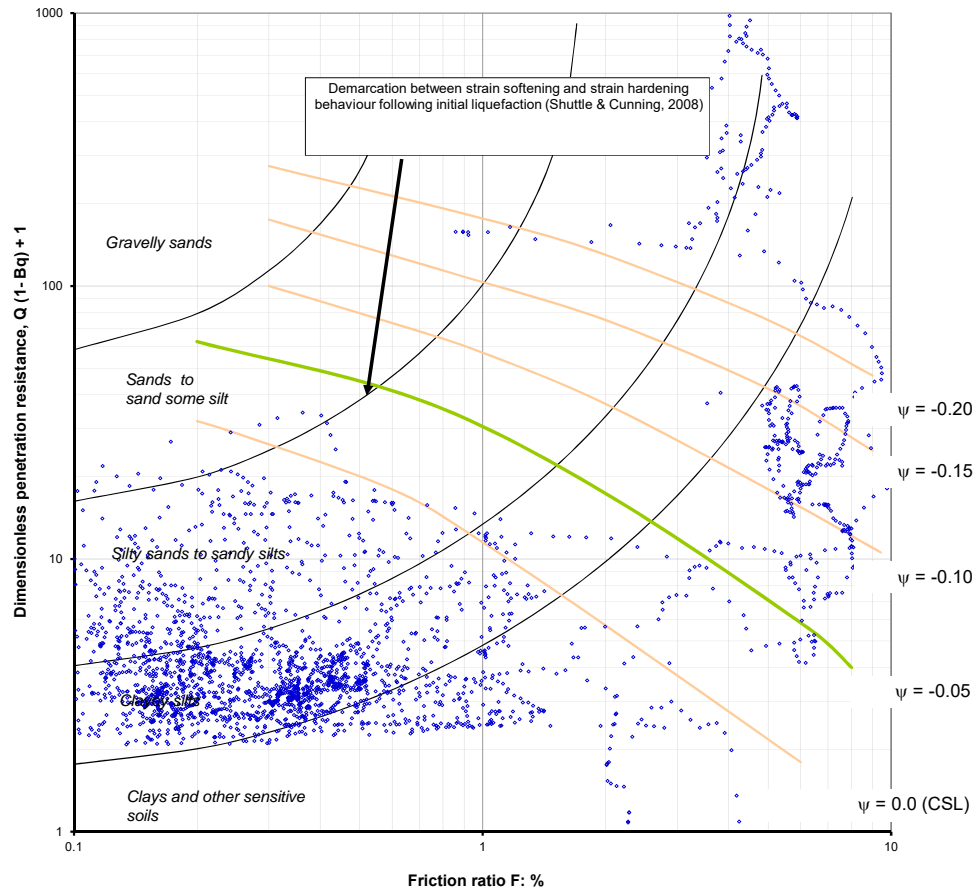 1000
Demarcation between strain softening and strain hardening
behaviour following initial liquefaction (Shuttle & Cunning, 2008)
Gravelly sands
100
Sands to
sand some silt
ψ = -0.20
ψ = -0.15
Silty sands to sandy silts
10
ψ = -0.10
ψ = -0.05
Clayey silts
Clays and other sensitive
soils
ψ = 0.0 (CSL)
1
0.1
1
10
Friction ratio F: %
Dimensionless penetration resistance, Q (1- Bq) + 1